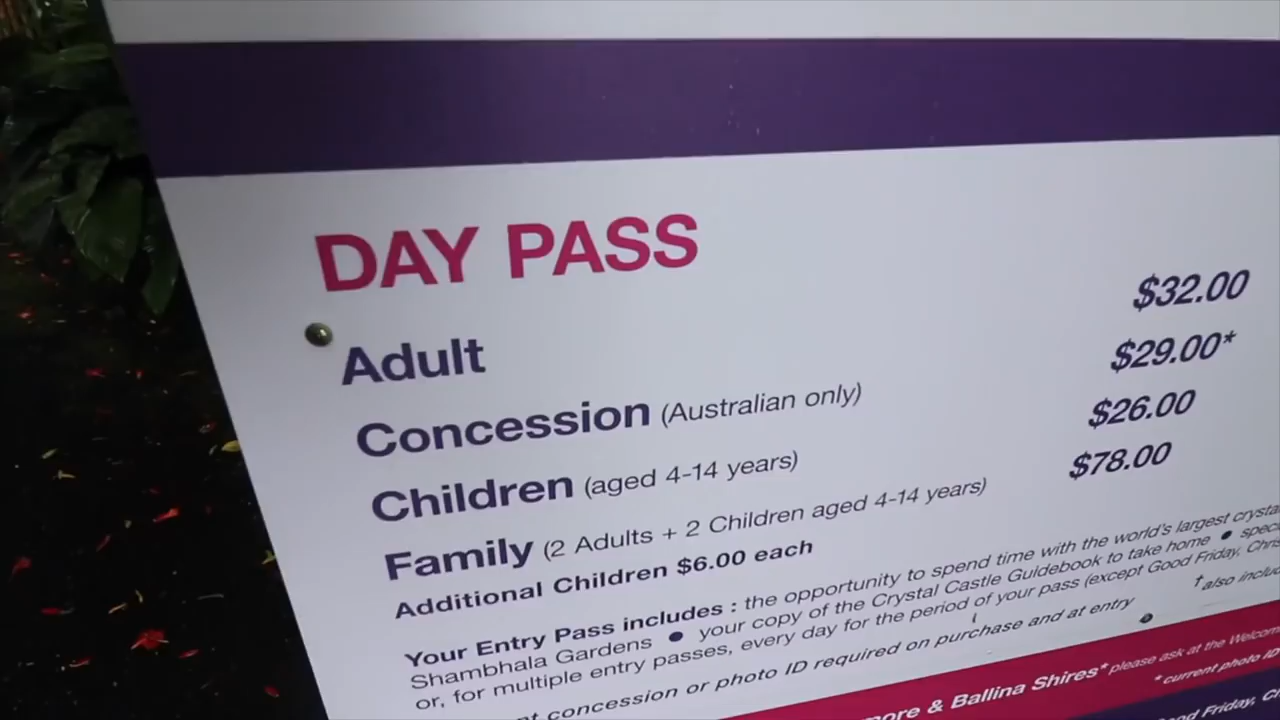 DAY PASS
Adult $32.00
Concession (Australian only) $29.00*
Children (aged 4-14 years) $26.00
Family (2 Adults + 2 Children aged 4-14 years) $78.00
Additional Children $6.00 each
Your Entry Pass includes : the opportunity to spend time with the world's largest
Shambhala Gardens • your copy of the Crystal Castle Guidebook to take home •
or, for multiple entry passes, every day for the period of your pass (except Good Friday,
†also
concession or photo ID required on purchase and at entry
& Ballina Shires* please ask at the Welcome
*current photo ID
Good Friday,